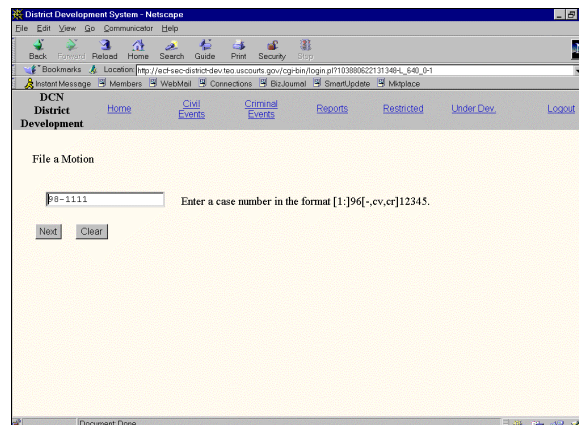 District Development System - Netscape
File Edit View Go Communicator Help
Back Forward Reload Home Search Guide Print Security Stop
Bookmarks Location: http://ecf-sec-district-dev.teo.uscourts.gov/cgi-bin/login.pl?103880622131348-L_640_0-1
Instant Message Members WebMail Connections BizJournal SmartUpdate Mktplace
DCN District Development
Home Civil Events Criminal Events Reports Restricted Under Dev. Logout
File a Motion
98-1111 Enter a case number in the format [1:]96[-,cv,cr]12345.
Next Clear
Document Done